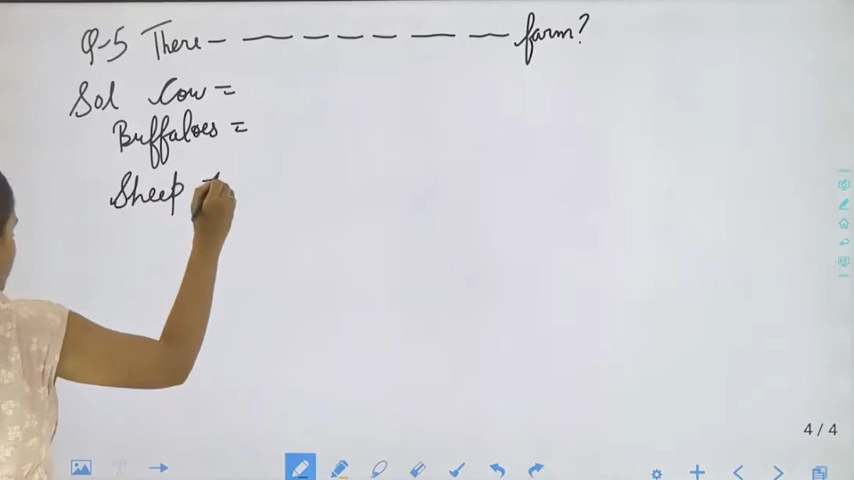 Q-5 There - — — — — — — farm?
Sol Cow =
Buffaloes =
Sheep =
4 / 4